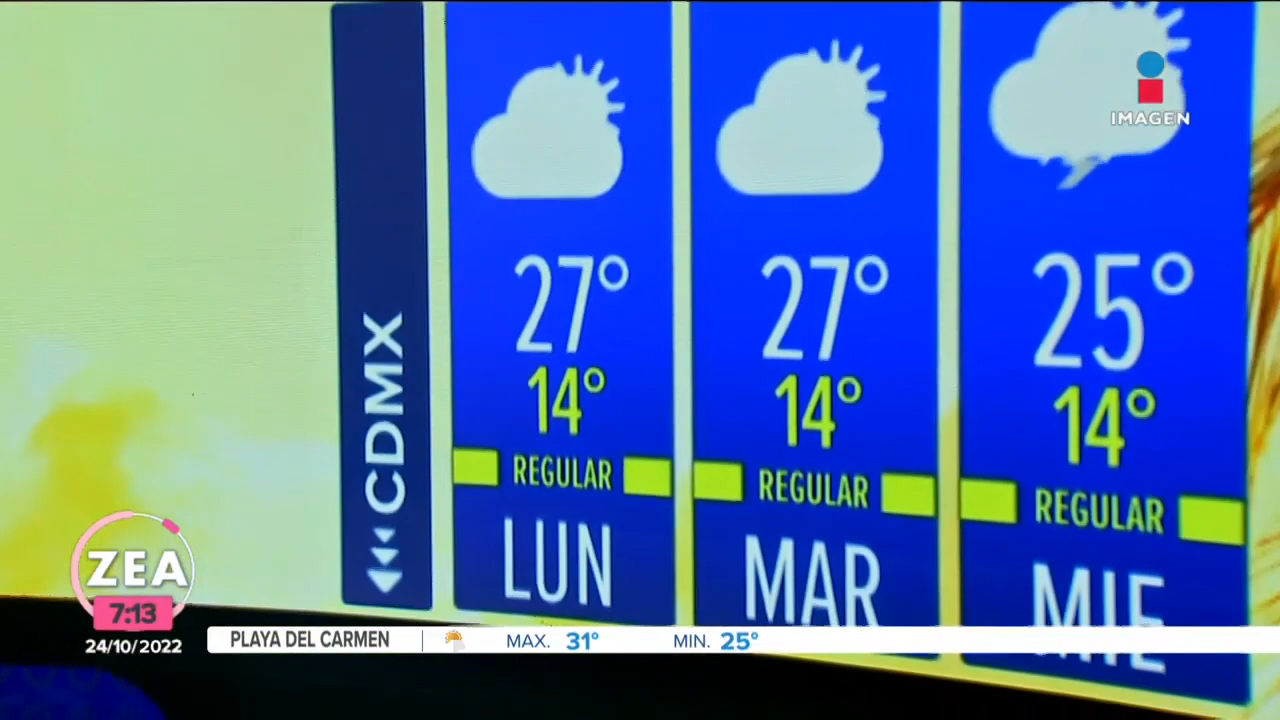 IMAGEN
CDMX
27°
14°
REGULAR
LUN
27°
14°
REGULAR
MAR
25°
14°
REGULAR
MIE
ZEA
7:13
24/10/2022
PLAYA DEL CARMEN MAX. 31° MIN. 25°